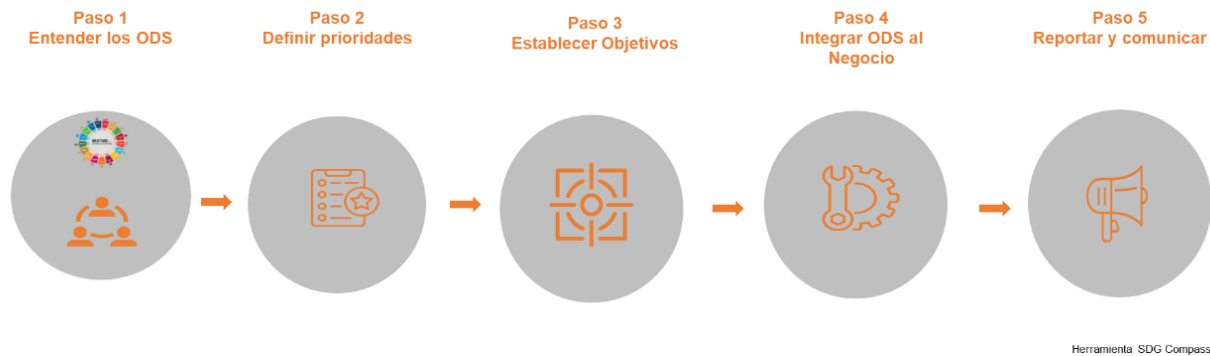 Paso 1
Entender los ODS
Paso 2
Definir prioridades
Paso 3
Establecer Objetivos
Paso 4
Integrar ODS al
Negocio
Paso 5
Reportar y comunicar
Herramienta SDG Compass